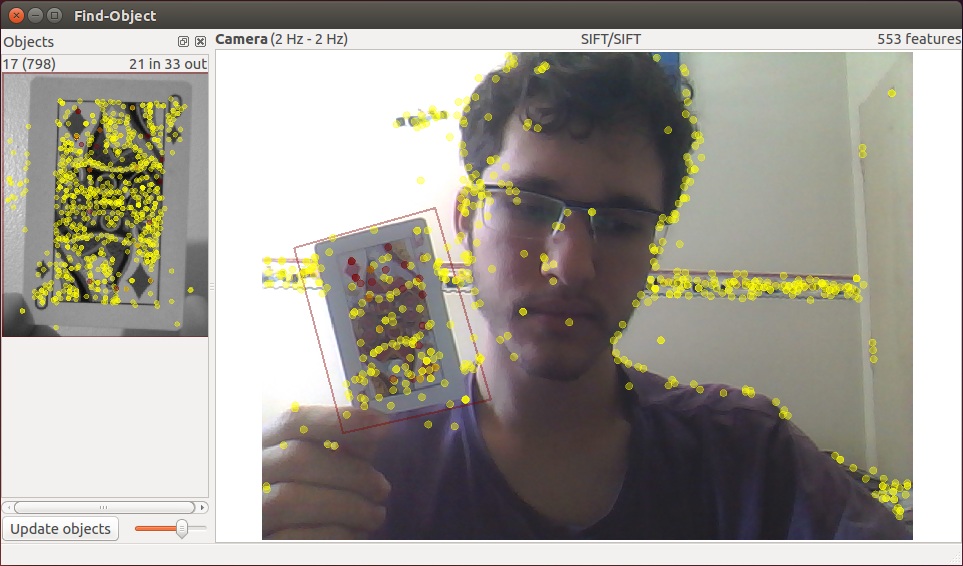 Find-Object
Objects
Camera (2 Hz - 2 Hz) SIFT/SIFT 553 features
17 (798) 21 in 33 out
Update objects